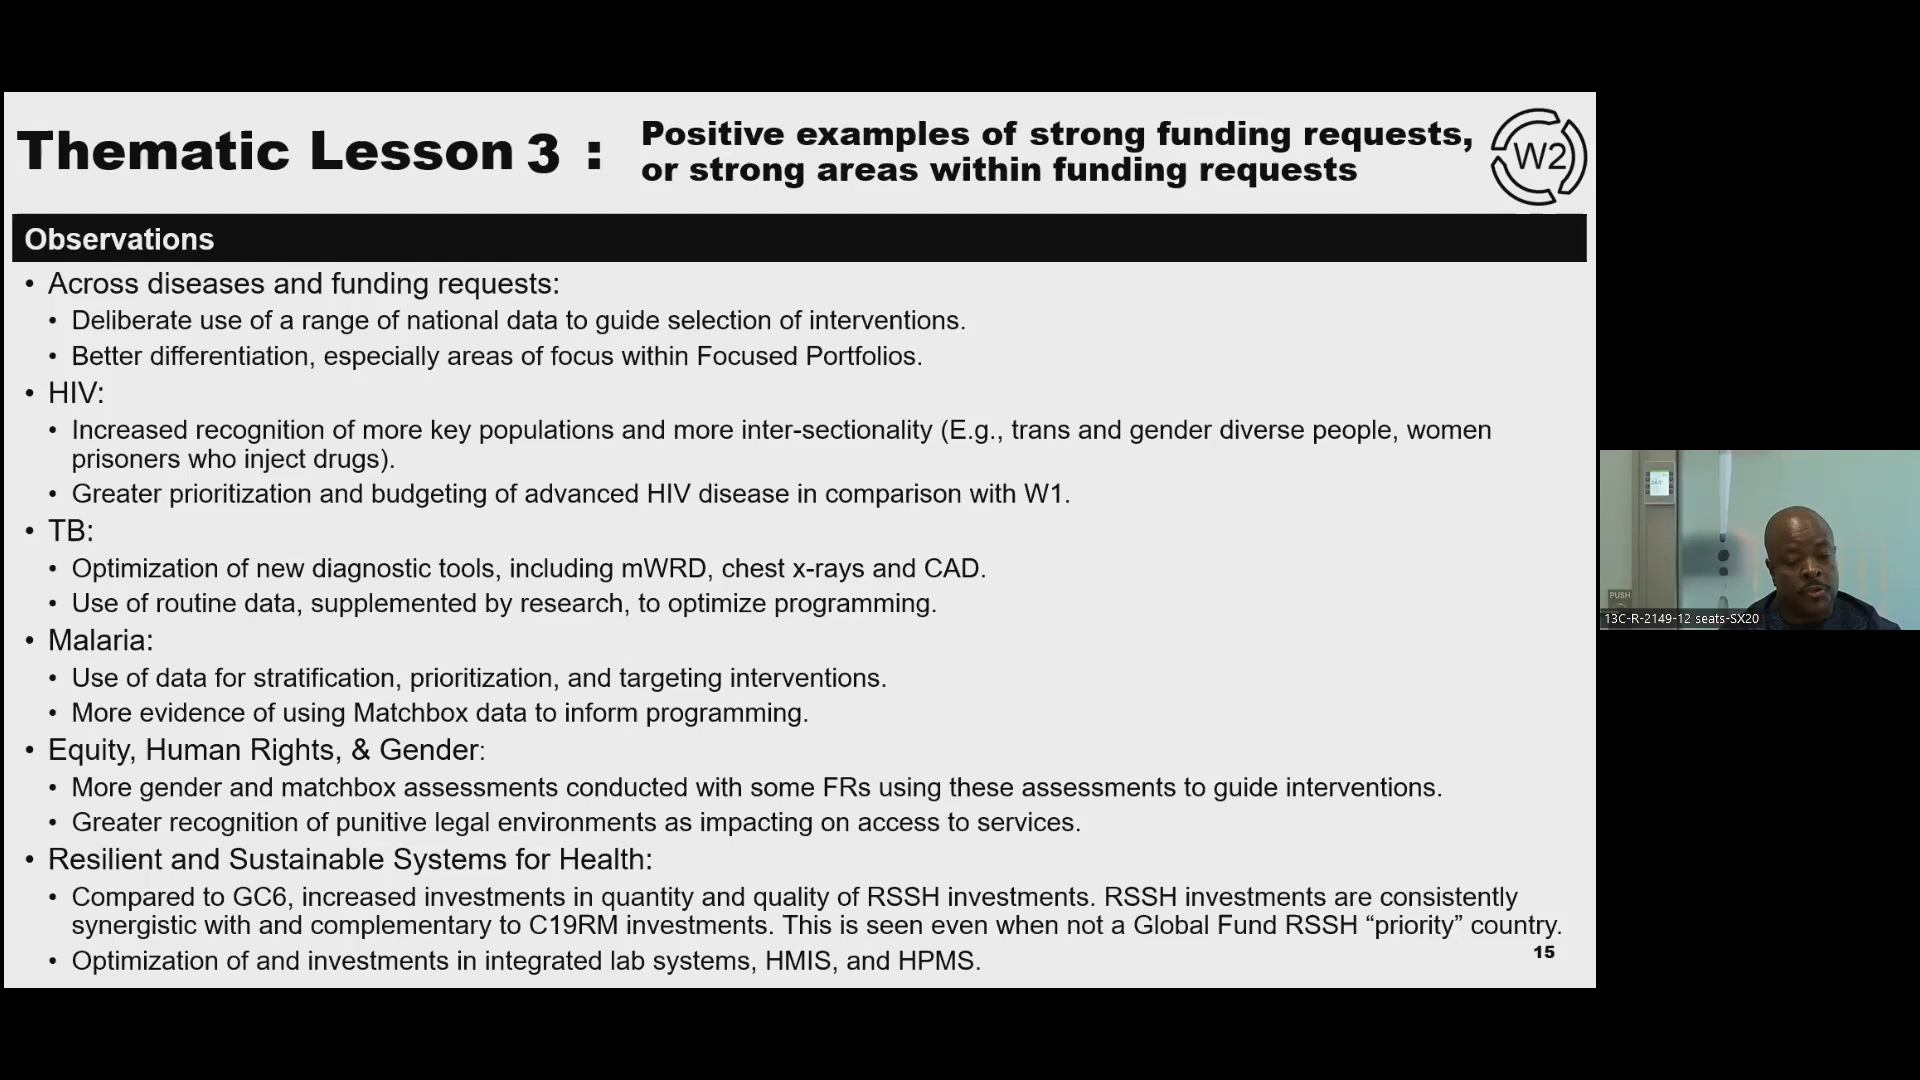 Thematic Lesson 3 :
Positive examples of strong funding requests,
or strong areas within funding requests
W2
Observations
• Across diseases and funding requests:
• Deliberate use of a range of national data to guide selection of interventions.
• Better differentiation, especially areas of focus within Focused Portfolios.
• HIV:
• Increased recognition of more key populations and more inter-sectionality (E.g., trans and gender diverse people, women
prisoners who inject drugs).
• Greater prioritization and budgeting of advanced HIV disease in comparison with W1.
• TB:
• Optimization of new diagnostic tools, including mWRD, chest x-rays and CAD.
• Use of routine data, supplemented by research, to optimize programming.
• Malaria:
• Use of data for stratification, prioritization, and targeting interventions.
• More evidence of using Matchbox data to inform programming.
• Equity, Human Rights, & Gender:
• More gender and matchbox assessments conducted with some FRs using these assessments to guide interventions.
• Greater recognition of punitive legal environments as impacting on access to services.
• Resilient and Sustainable Systems for Health:
• Compared to GC6, increased investments in quantity and quality of RSSH investments. RSSH investments are consistently
synergistic with and complementary to C19RM investments. This is seen even when not a Global Fund RSSH “priority” country.
• Optimization of and investments in integrated lab systems, HMIS, and HPMS.
15
PUSH
13C-R-2149-12 seats-SX20